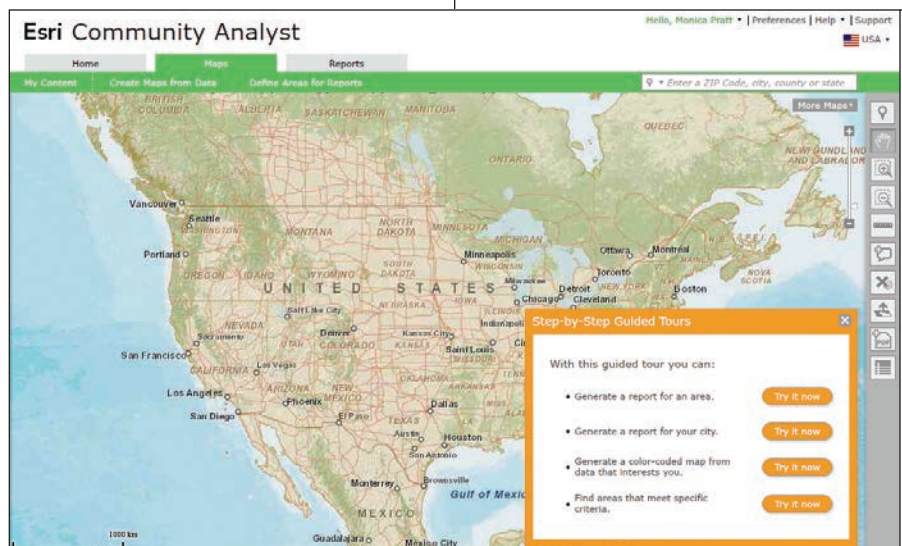 Hello, Monica Pratt • | Preferences | Help • | Support
Esri Community Analyst
USA •
Home Maps Reports
My Content Create Maps from Data Define Areas for Reports
Enter a ZIP Code, city, county or state
More Maps
BRITISH COLUMBIA
ALBERTA
SASKATCHEWAN
MANITOBA
ONTARIO
QUEBEC
NEWFOUNDLAND AND LABRADOR
Vancouver
Seattle
WASHINGTON
Portland
OREGON
IDAHO
MONTANA
NORTH DAKOTA
MINNESOTA
Minneapolis
SOUTH DAKOTA
WISCONSIN
MICHIGAN
Ottawa
Montréal
N.B.
P.E.I.
MAINE
NOVA SCOTIA
Toronto
NEW YORK
Boston
WYOMING
UNITED STATES
Milwaukee
Detroit
Chicago
Cleveland
NEBRASKA
IOWA
ILLINOIS
Salt Lake City
NEVADA
Sacramento
UTAH
Denver
COLORADO
Kansas City
KANSAS
Saint Louis
MISSOURI
San Francisco
CALIFORNIA
Las Vegas
Los Angeles
ARIZONA
Phoenix
NEW MEXICO
OKLAHOMA
ARKANSAS
San Diego
El Paso
Dallas
TEXAS
LA
Austin
Houston
San Antonio
Monterrey
Brownsville
MEXICO
Guadalajara
Mexico City
1000 km
Step-by-Step Guided Tours
With this guided tour you can:
• Generate a report for an area. Try it now
• Generate a report for your city. Try it now
• Generate a color-coded map from
data that interests you. Try it now
• Find areas that meet specific
criteria. Try it now
PDF